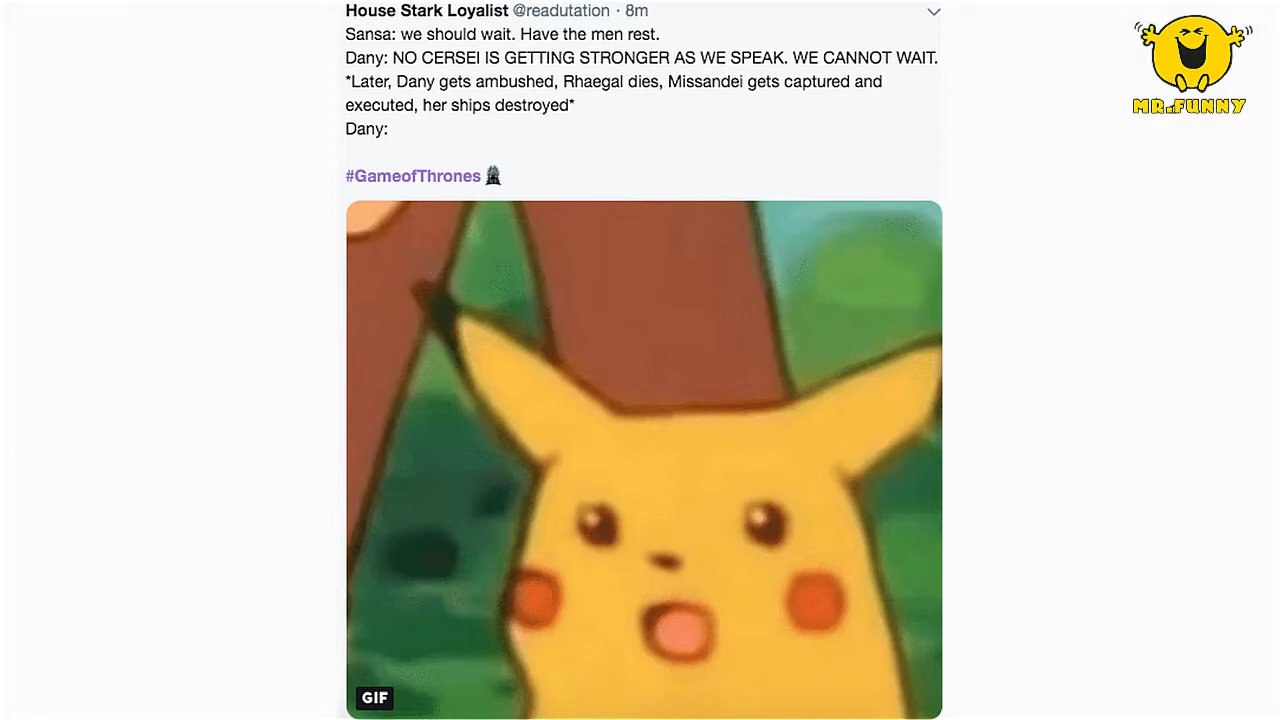 House Stark Loyalist @readutation · 8m
Sansa: we should wait. Have the men rest.
Dany: NO CERSEI IS GETTING STRONGER AS WE SPEAK. WE CANNOT WAIT.
*Later, Dany gets ambushed, Rhaegal dies, Missandei gets captured and
executed, her ships destroyed*
Dany:
#GameofThrones
MR.FUNNY
GIF